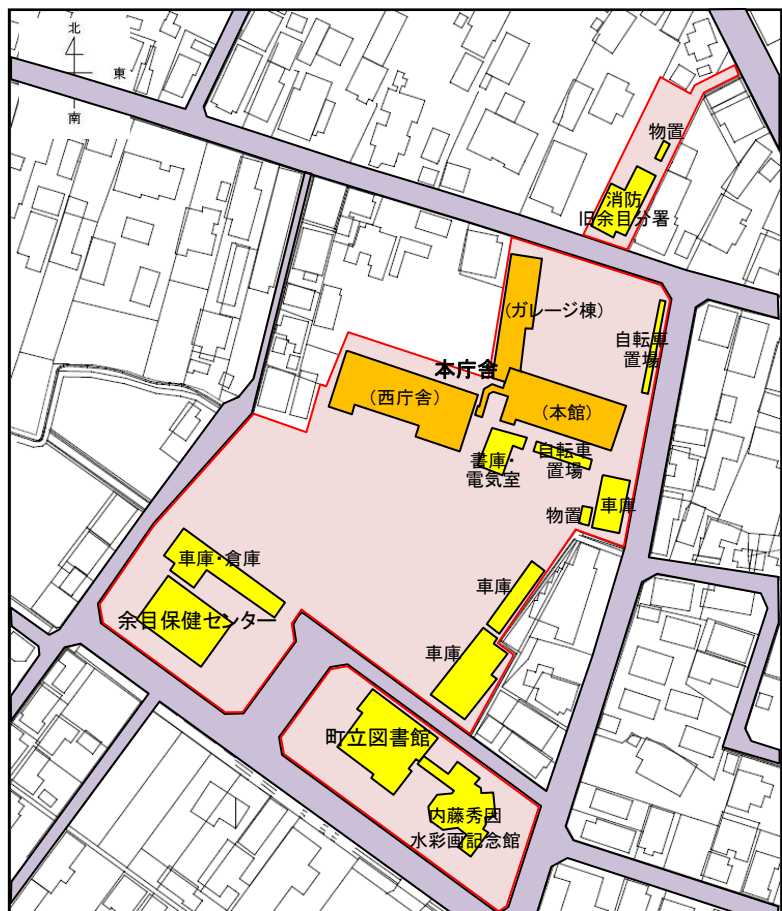 北
東
南
物置
消防
旧余目分署
(ガレージ棟)
自転車
置場
本庁舎
(西庁舎)
(本館)
書庫・
電気室
自転車
置場
車庫
物置
車庫・倉庫
車庫
余目保健センター
車庫
町立図書館
内藤秀因
水彩画記念館